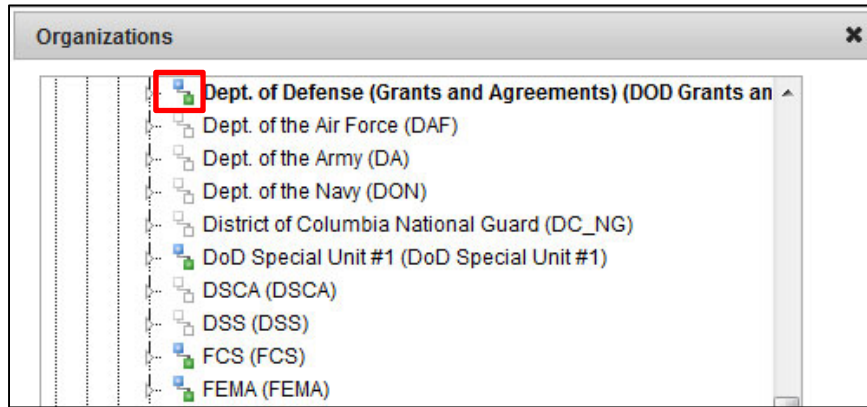 Organizations
Dept. of Defense (Grants and Agreements) (DOD Grants an
Dept. of the Air Force (DAF)
Dept. of the Army (DA)
Dept. of the Navy (DON)
District of Columbia National Guard (DC_NG)
DoD Special Unit #1 (DoD Special Unit #1)
DSCA (DSCA)
DSS (DSS)
FCS (FCS)
FEMA (FEMA)